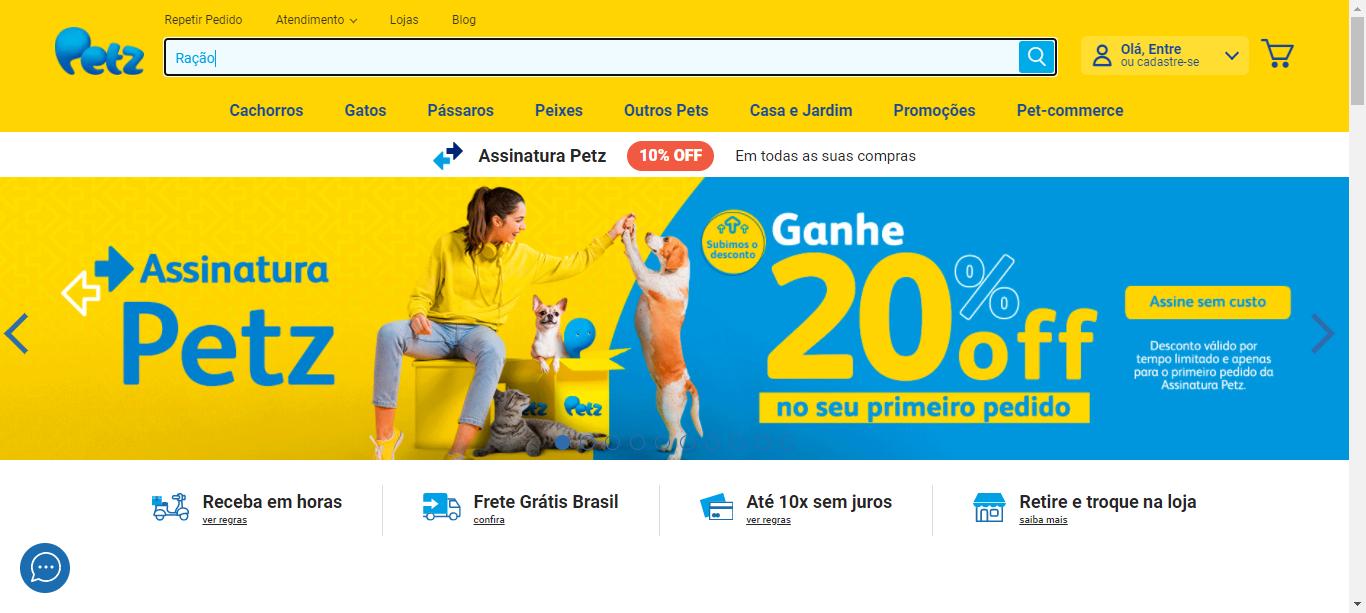 Repetir Pedido
Atendimento
Lojas
Blog
Petz
Ração
Olá, Entre
ou cadastre-se
Cachorros
Gatos
Pássaros
Peixes
Outros Pets
Casa e Jardim
Promoções
Pet-commerce
Assinatura Petz
10% OFF
Em todas as suas compras
Assinatura
Petz
tz
Petz
Subimos o
desconto
Ganhe
20% off
no seu primeiro pedido
Assine sem custo
Desconto válido por
tempo limitado e apenas
para o primeiro pedido da
Assinatura Petz.
Receba em horas
ver regras
Frete Grátis Brasil
confira
Até 10x sem juros
ver regras
Retire e troque na loja
saiba mais